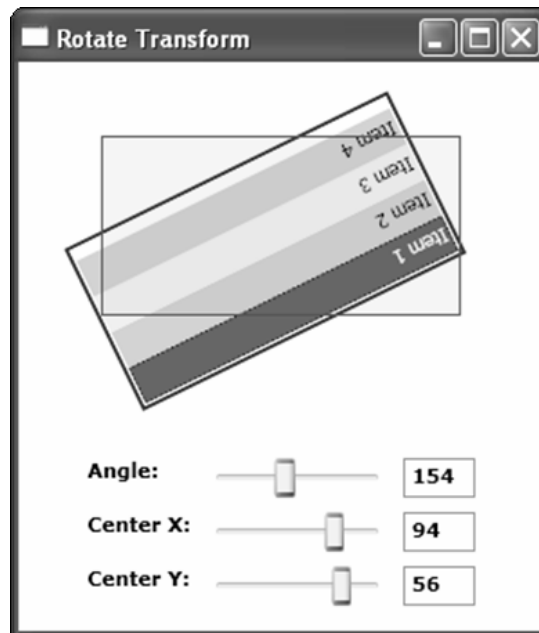 Rotate Transform
Item 4
Item 3
Item 2
Item 1
Angle: 154
Center X: 94
Center Y: 56